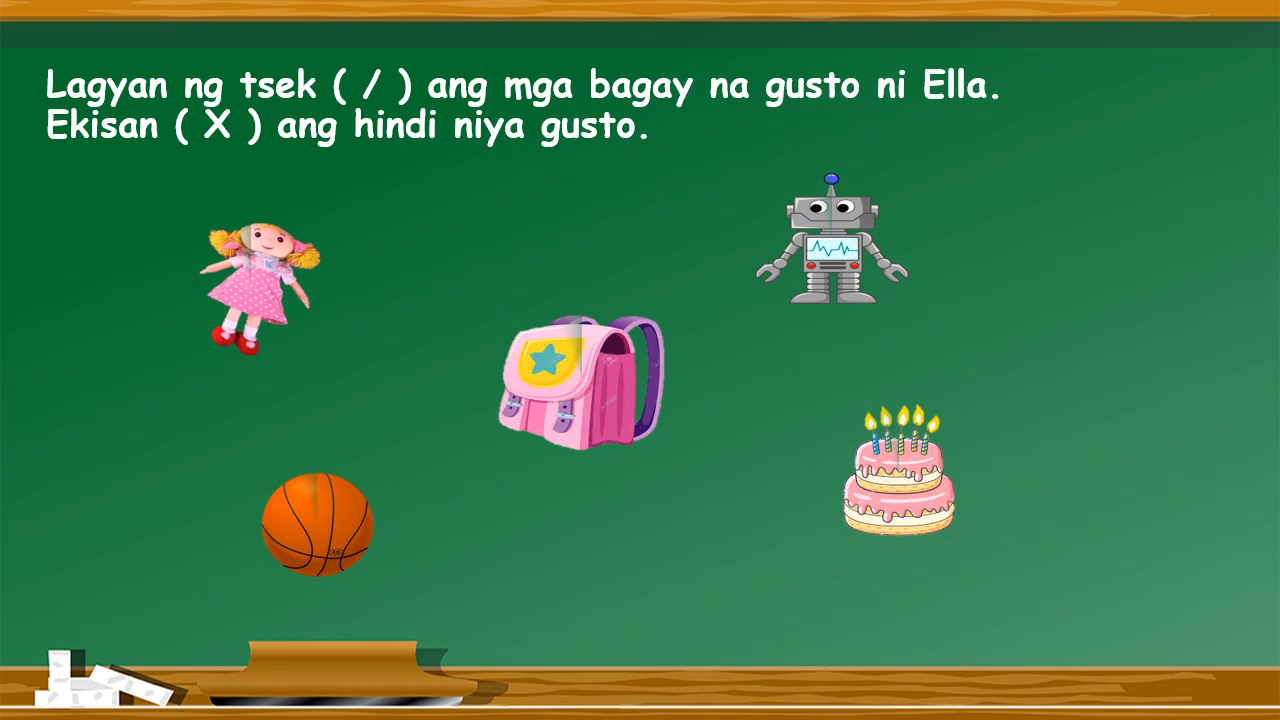 Lagyan ng tsek ( / ) ang mga bagay na gusto ni Ella.
Ekisan ( X ) ang hindi niya gusto.